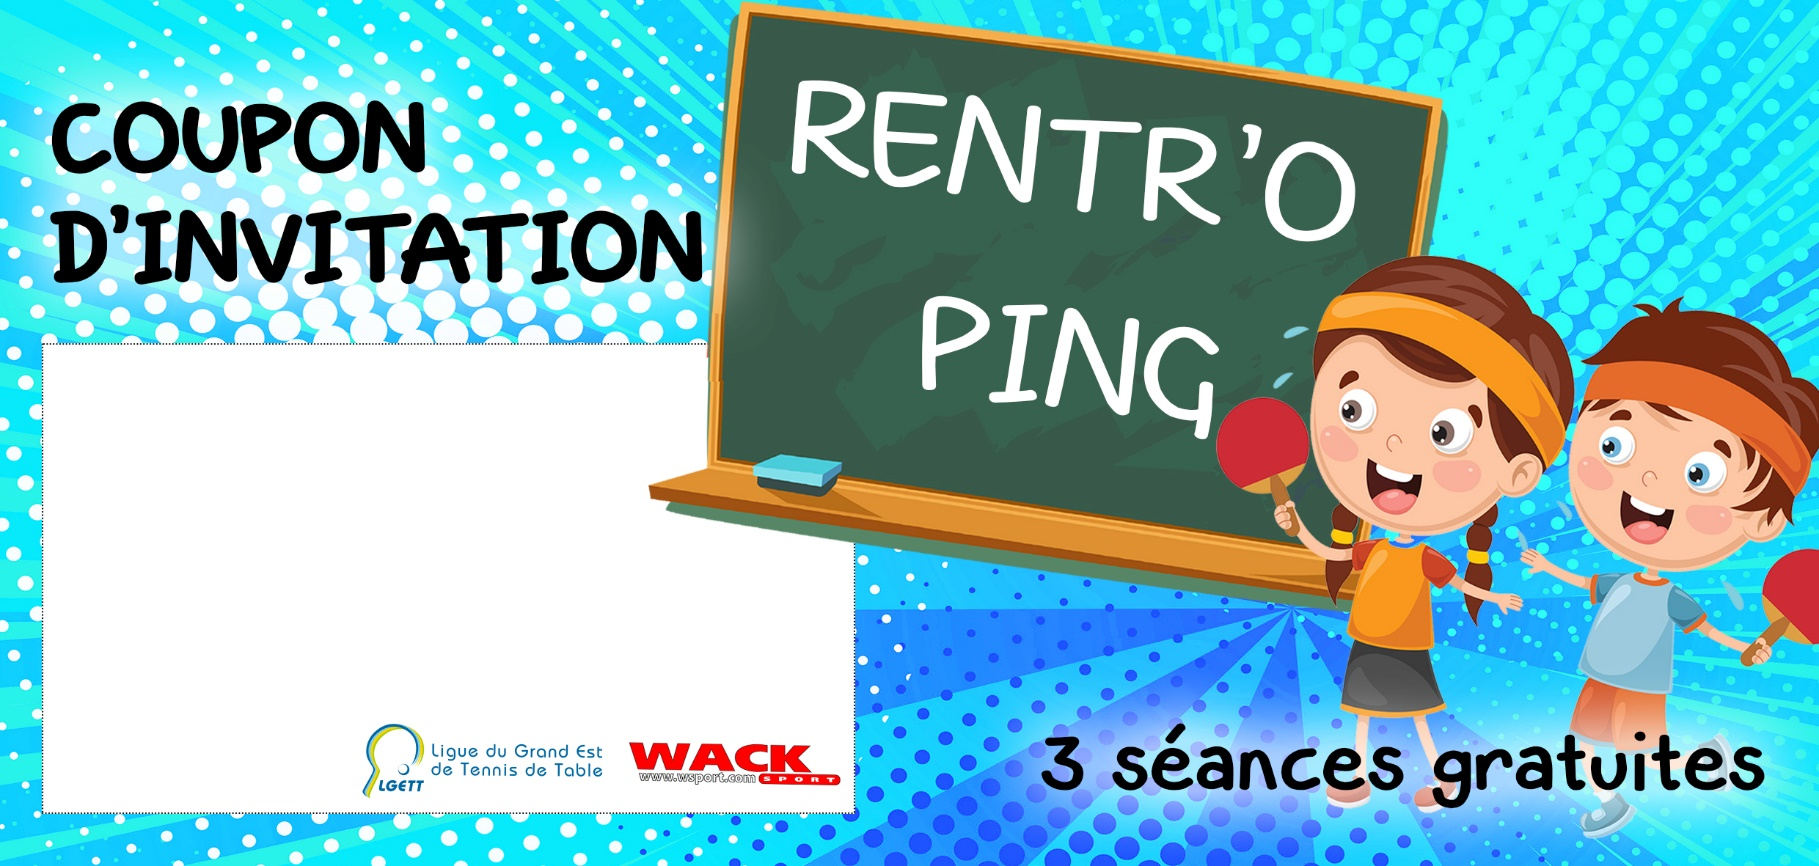 COUPON
D'INVITATION
RENTR'O
PING
Ligue du Grand Est
de Tennis de Table
LGETT
WACK
www.wsport.com SPORT
3 séances gratuites